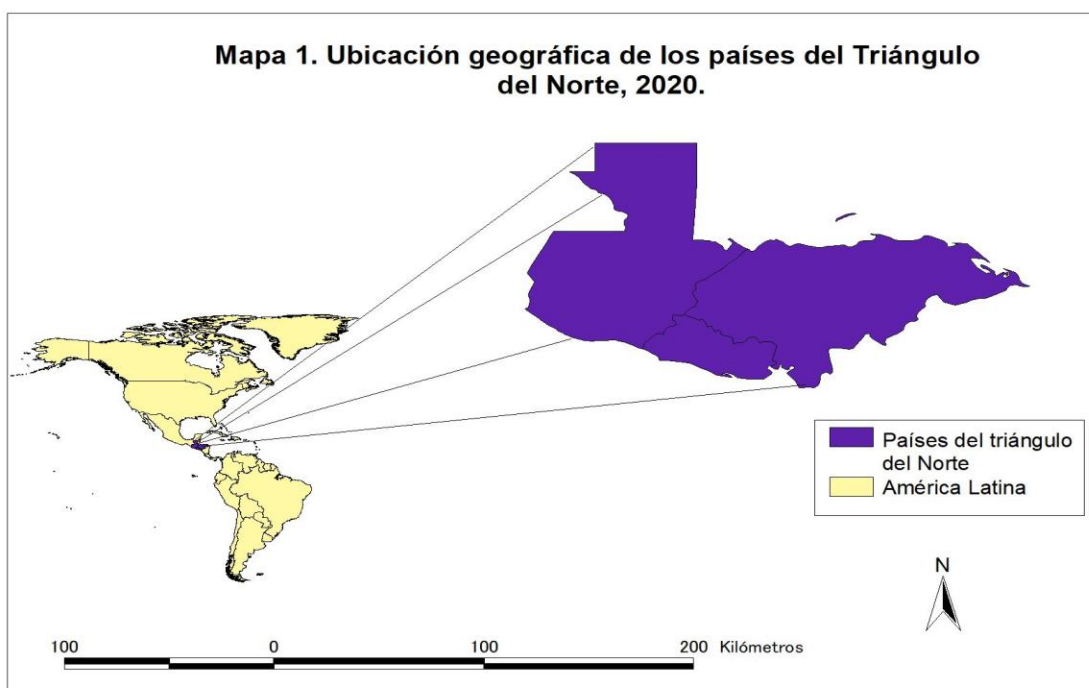 Mapa 1. Ubicación geográfica de los países del Triángulo
del Norte, 2020.
Países del triángulo
del Norte
América Latina
N
100 0 100 200 Kilómetros